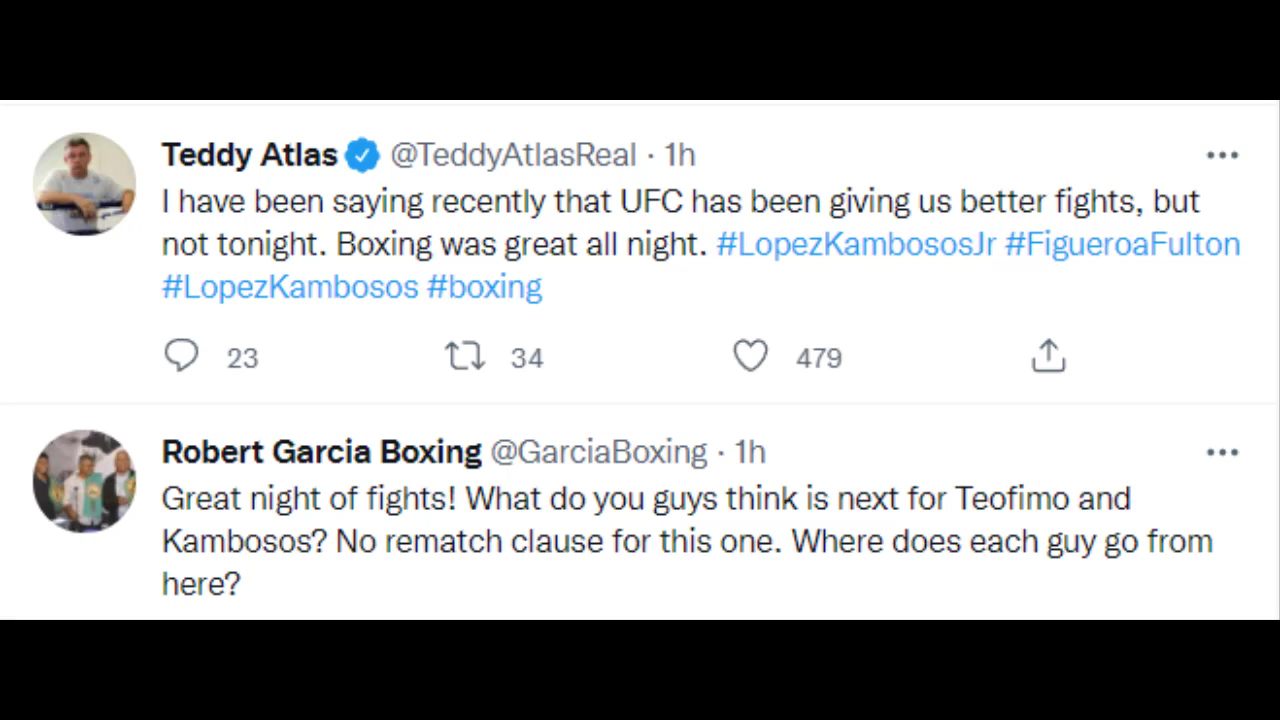 Teddy Atlas @TeddyAtlasReal · 1h
I have been saying recently that UFC has been giving us better fights, but
not tonight. Boxing was great all night. #LopezKambososJr #FigueroaFulton
#LopezKambosos #boxing
23 34 479
Robert Garcia Boxing @GarciaBoxing · 1h
Great night of fights! What do you guys think is next for Teofimo and
Kambosos? No rematch clause for this one. Where does each guy go from
here?